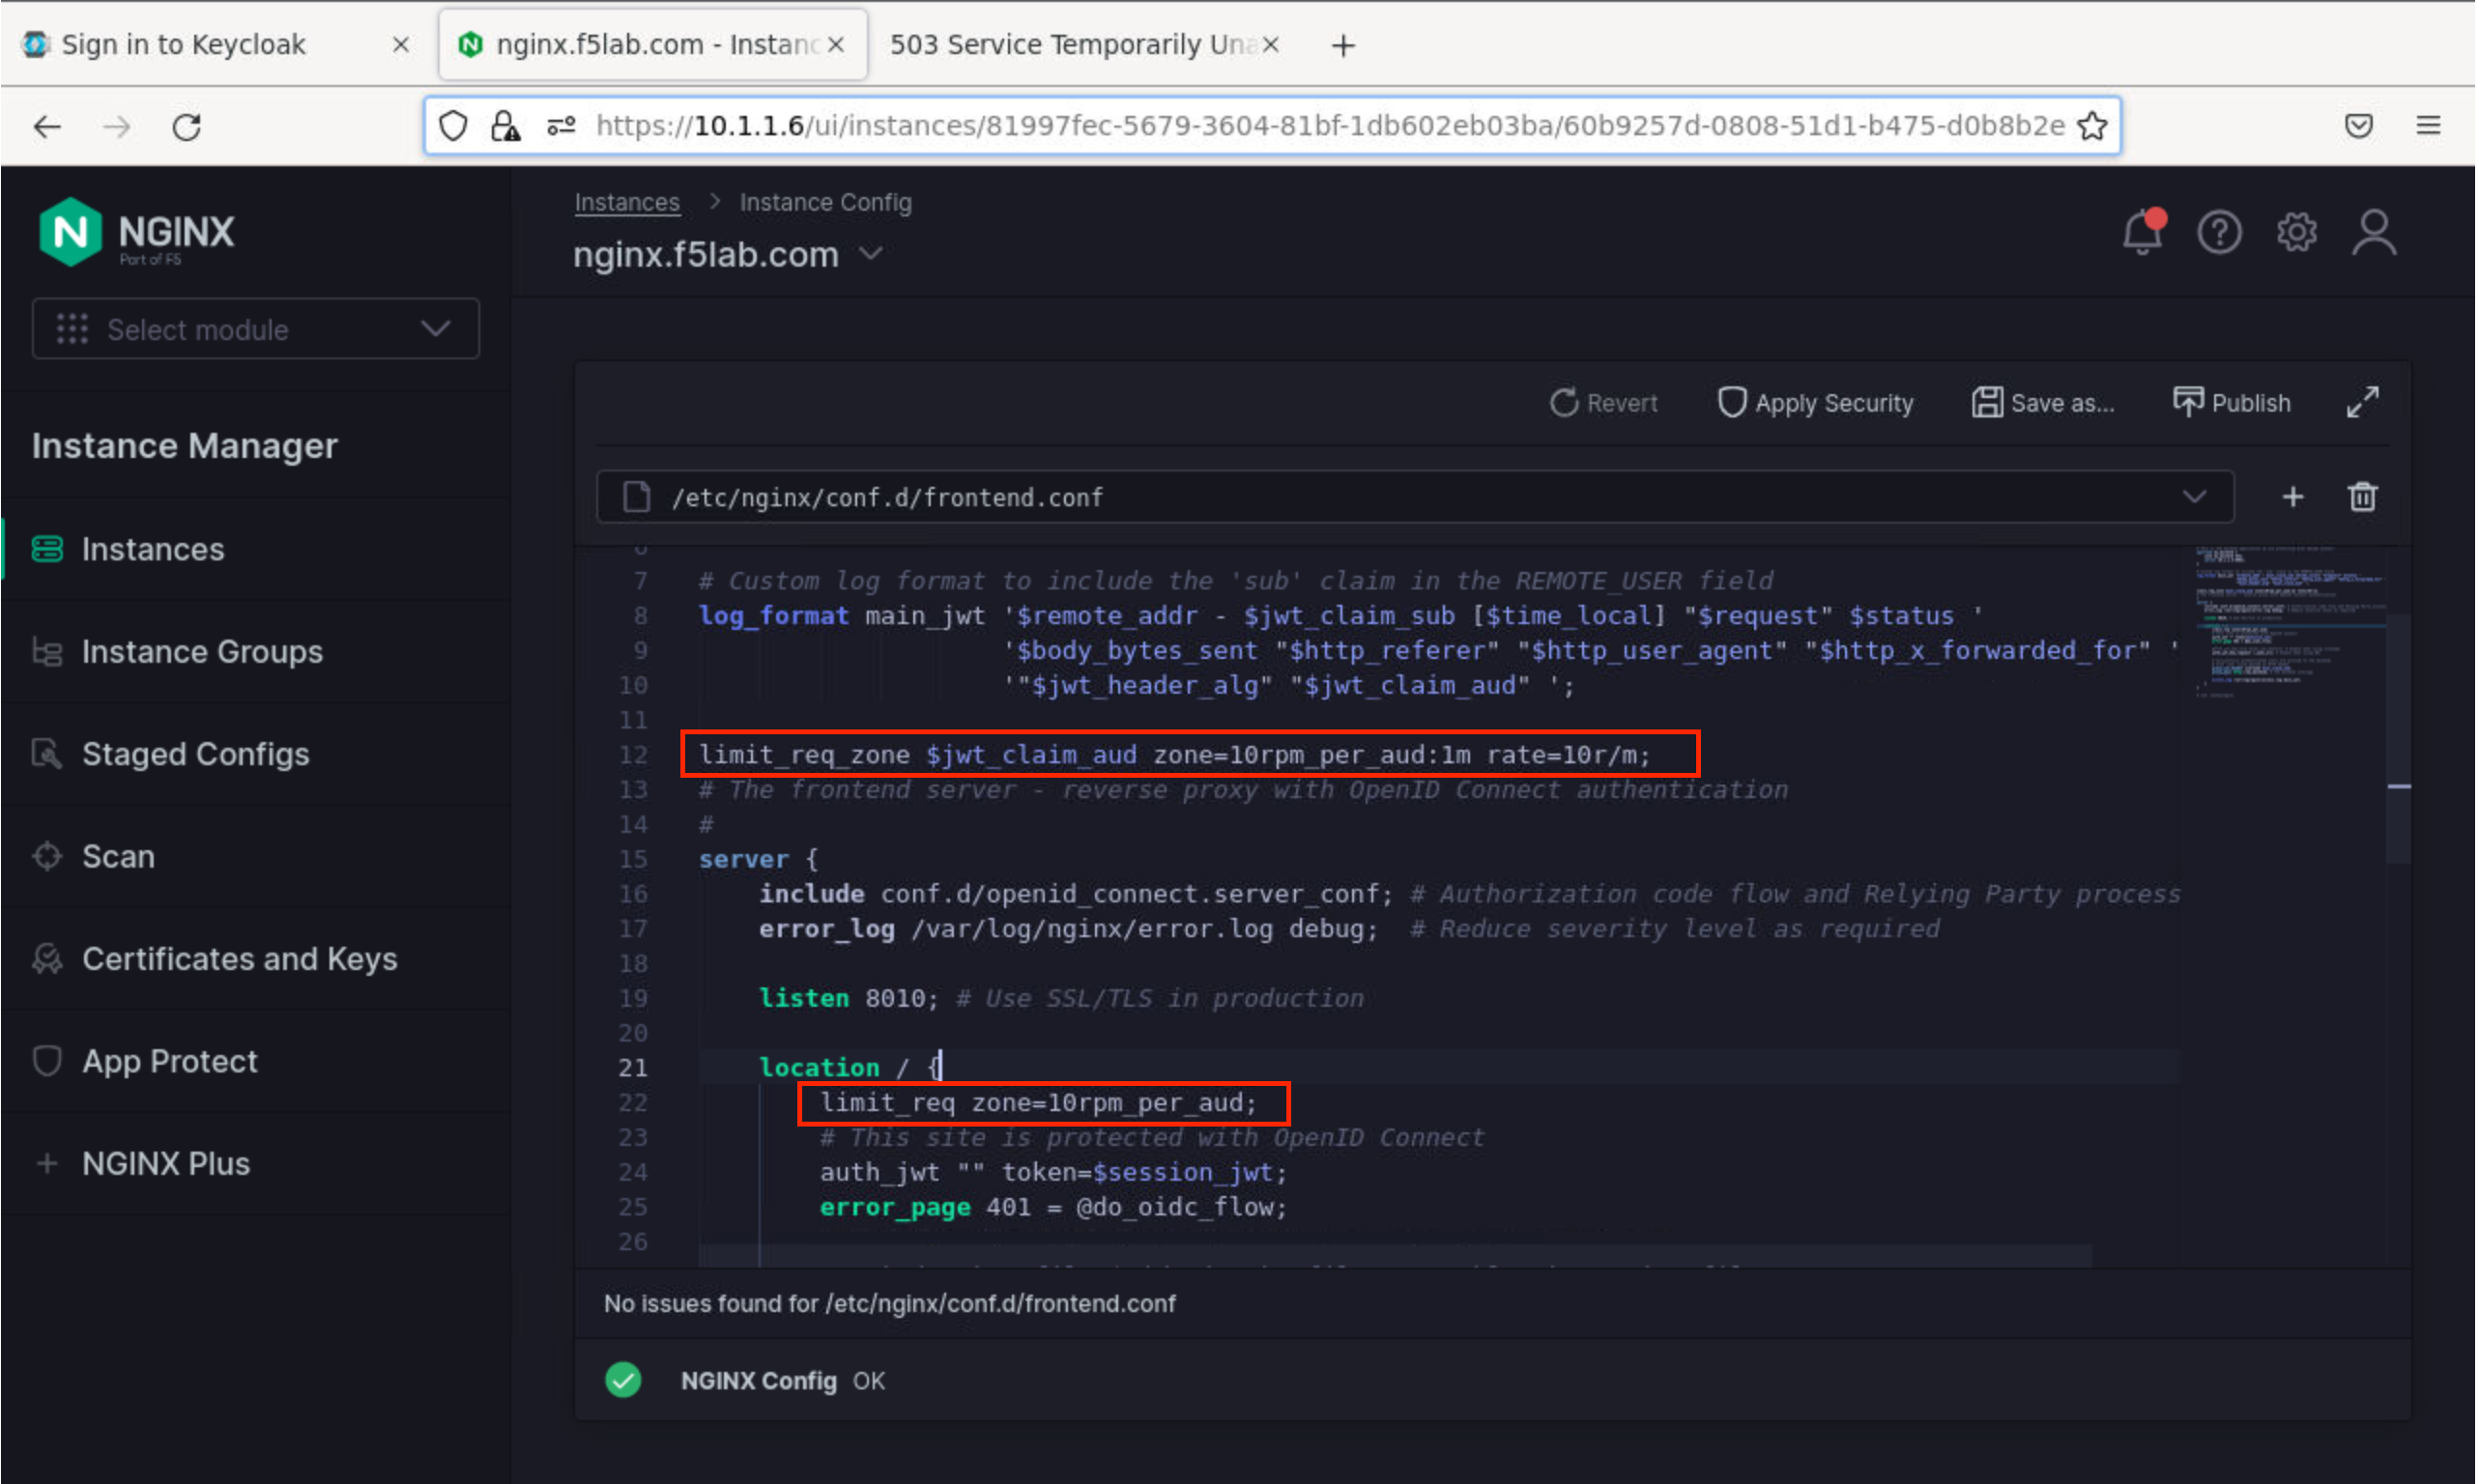 Sign in to Keycloak
nginx.f5lab.com - Instanc
503 Service Temporarily Una
https://10.1.1.6/ui/instances/81997fec-5679-3604-81bf-1db602eb03ba/60b9257d-0808-51d1-b475-d0b8b2e
NGINX
Part of F5
Select module
Instance Manager
Instances
Instance Groups
Staged Configs
Scan
Certificates and Keys
App Protect
NGINX Plus
Instances > Instance Config
nginx.f5lab.com
Revert
Apply Security
Save as...
Publish
/etc/nginx/conf.d/frontend.conf
7 # Custom log format to include the 'sub' claim in the REMOTE_USER field
8 log_format main_jwt '$remote_addr - $jwt_claim_sub [$time_local] "$request" $status '
9 '$body_bytes_sent "$http_referer" "$http_user_agent" "$http_x_forwarded_for" '
10 '"$jwt_header_alg" "$jwt_claim_aud" ';
11
12 limit_req_zone $jwt_claim_aud zone=10rpm_per_aud:1m rate=10r/m;
13 # The frontend server - reverse proxy with OpenID Connect authentication
14 #
15 server {
16 include conf.d/openid_connect.server_conf; # Authorization code flow and Relying Party process
17 error_log /var/log/nginx/error.log debug; # Reduce severity level as required
18
19 listen 8010; # Use SSL/TLS in production
20
21 location / {
22 limit_req zone=10rpm_per_aud;
23 # This site is protected with OpenID Connect
24 auth_jwt "" token=$session_jwt;
25 error_page 401 = @do_oidc_flow;
26
No issues found for /etc/nginx/conf.d/frontend.conf
NGINX Config OK